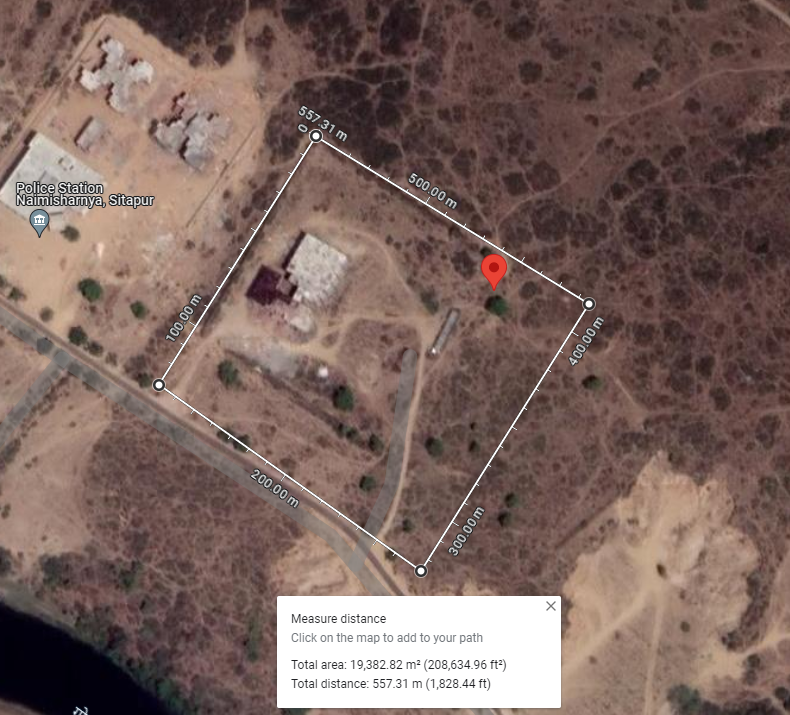 557.31 m
0
500.00 m
Police Station
Naimisharnya, Sitapur
100.00 m
400.00 m
200.00 m
300.00 m
Measure distance
Click on the map to add to your path
Total area: 19,382.82 m² (208,634.96 ft²)
Total distance: 557.31 m (1,828.44 ft)